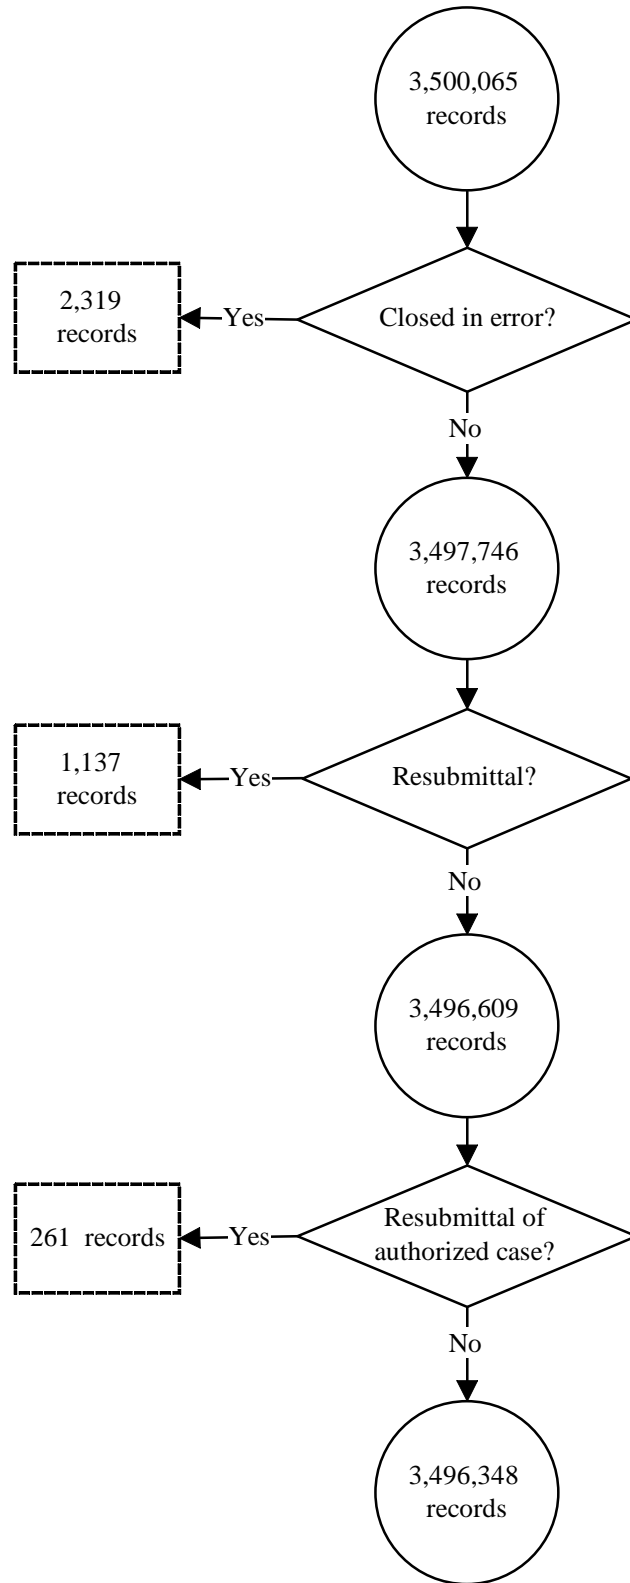 3,500,065
records
Closed in error?
Yes
2,319
records
No
3,497,746
records
Resubmittal?
Yes
1,137
records
No
3,496,609
records
Resubmittal of
authorized case?
Yes
261 records
No
3,496,348
records